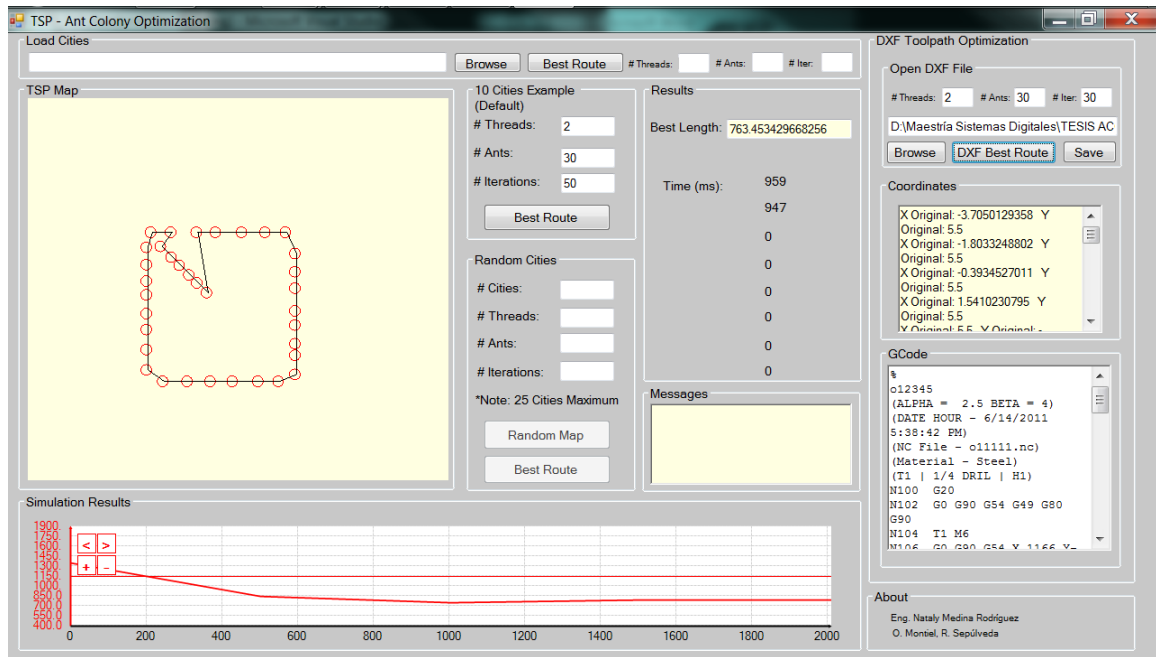 TSP - Ant Colony Optimization
Load Cities
Browse
Best Route
# Threads:
# Ants:
# Iter:
TSP Map
10 Cities Example
(Default)
# Threads: 2
# Ants: 30
# Iterations: 50
Best Route
Random Cities
# Cities:
# Threads:
# Ants:
# Iterations:
*Note: 25 Cities Maximum
Random Map
Best Route
Results
Best Length: 763.453429668256
Time (ms): 959
947
0
0
0
0
0
0
Messages
DXF Toolpath Optimization
Open DXF File
# Threads: 2 # Ants: 30 # Iter: 30
D:\Maestría Sistemas Digitales\TESIS AC
Browse
DXF Best Route
Save
Coordinates
X Original: -3.7050129358 Y
Original: 5.5
X Original: -1.8033248802 Y
Original: 5.5
X Original: -0.3934527011 Y
Original: 5.5
X Original: 1.5410230795 Y
Original: 5.5
X Original: 5.5 Y Original: -
GCode
%
o12345
(ALPHA = 2.5 BETA = 4)
(DATE HOUR - 6/14/2011
5:38:42 PM)
(NC File - o11111.nc)
(Material - Steel)
(T1 | 1/4 DRIL | H1)
N100 G20
N102 G0 G90 G54 G49 G80
G90
N104 T1 M6
N106 G0 G90 G54 X.1166 Y-
Simulation Results
1900.
1750.
1600.
1450.
1300.
1150.
1000.
850.0
700.0
550.0
400.0
< >
+ -
0 200 400 600 800 1000 1200 1400 1600 1800 2000
About
Eng. Nataly Medina Rodríguez
O. Montiel, R. Sepúlveda